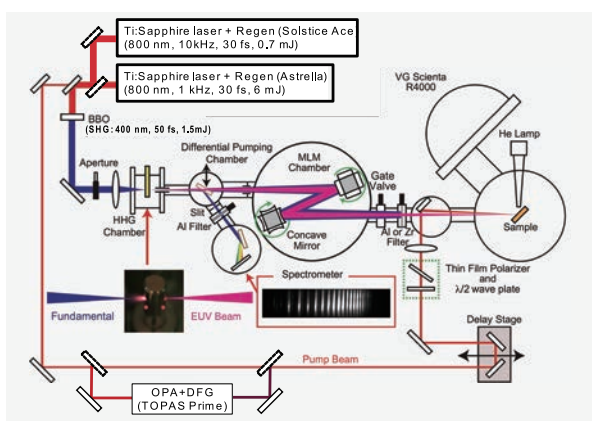 Ti:Sapphire laser + Regen (Solstice Ace)
(800 nm, 10kHz, 30 fs, 0.7 mJ)
Ti:Sapphire laser + Regen (Astrella)
(800 nm, 1 kHz, 30 fs, 6 mJ)
VG Scienta
R4000
BBO
(SHG: 400 nm, 50 fs, 1.5mJ)
He Lamp
Differential Pumping
Chamber
MLM
Chamber
Gate
Valve
Aperture
Slit
Al Filter
HHG
Chamber
Concave
Mirror
Al or Zr
Filter
Sample
Spectrometer
Thin Film Polarizer
and
λ/2 wave plate
Fundamental
EUV Beam
Delay Stage
Pump Beam
OPA+DFG
(TOPAS Prime)